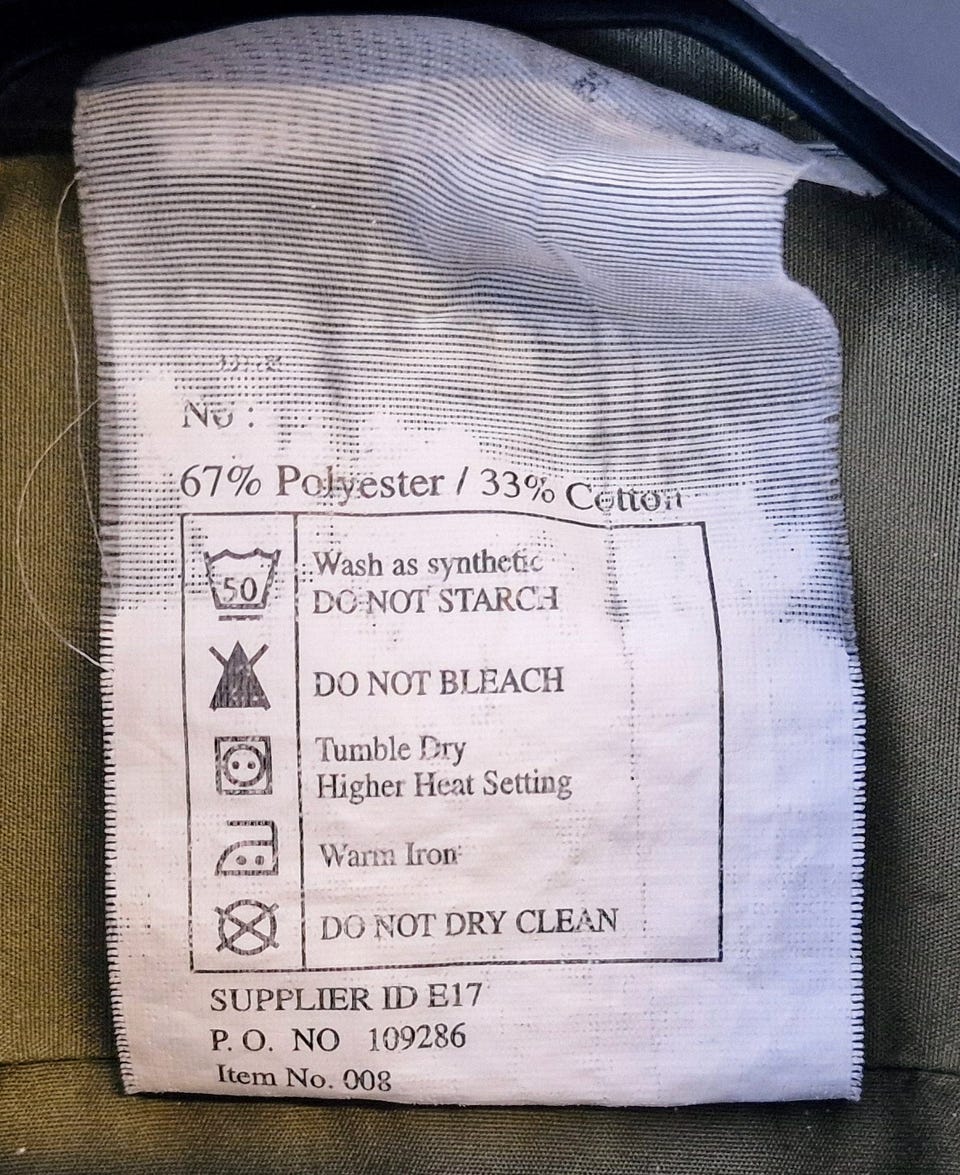 No :
67% Polyester / 33% Cotton
50
Wash as synthetic
DO NOT STARCH
DO NOT BLEACH
Tumble Dry
Higher Heat Setting
Warm Iron
DO NOT DRY CLEAN
SUPPLIER ID E17
P. O. NO 109286
Item No. 008